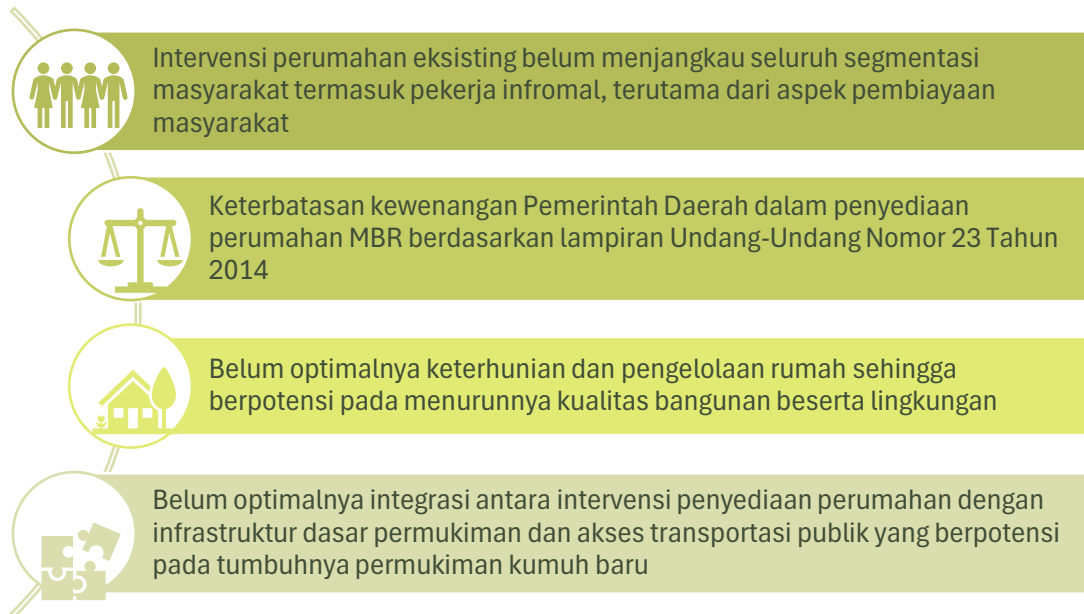 Intervensi perumahan eksisting belum menjangkau seluruh segmentasi
masyarakat termasuk pekerja infromal, terutama dari aspek pembiayaan
masyarakat
Keterbatasan kewenangan Pemerintah Daerah dalam penyediaan
perumahan MBR berdasarkan lampiran Undang-Undang Nomor 23 Tahun
2014
Belum optimalnya keterhunian dan pengelolaan rumah sehingga
berpotensi pada menurunnya kualitas bangunan beserta lingkungan
Belum optimalnya integrasi antara intervensi penyediaan perumahan dengan
infrastruktur dasar permukiman dan akses transportasi publik yang berpotensi
pada tumbuhnya permukiman kumuh baru